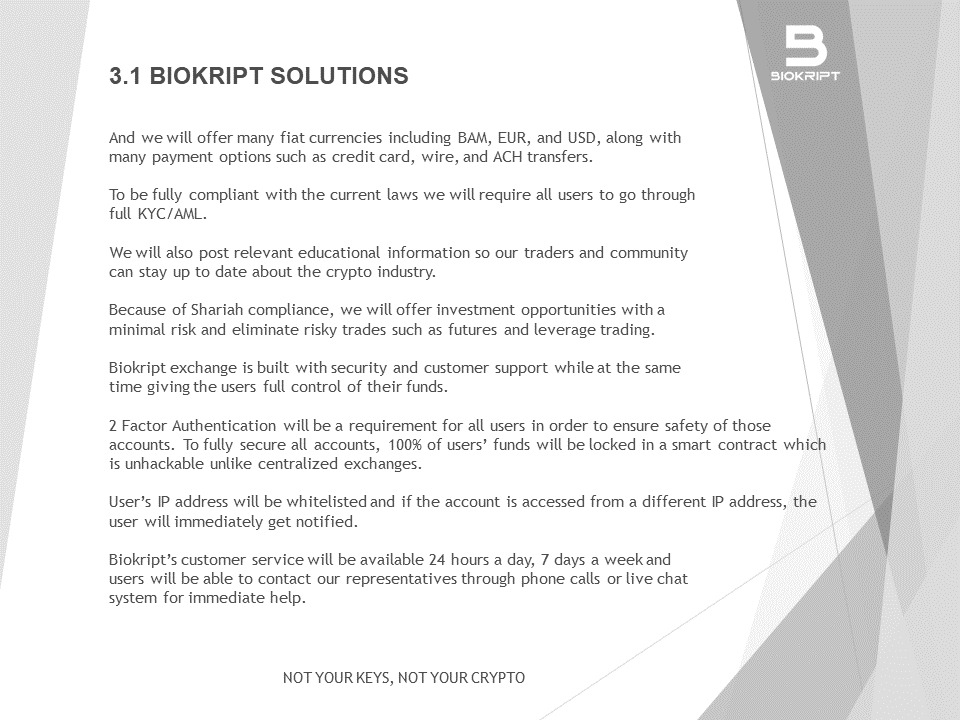 BIOKRIPT
3.1 BIOKRIPT SOLUTIONS
And we will offer many fiat currencies including BAM, EUR, and USD, along with
many payment options such as credit card, wire, and ACH transfers.
To be fully compliant with the current laws we will require all users to go through
full KYC/AML.
We will also post relevant educational information so our traders and community
can stay up to date about the crypto industry.
Because of Shariah compliance, we will offer investment opportunities with a
minimal risk and eliminate risky trades such as futures and leverage trading.
Biokript exchange is built with security and customer support while at the same
time giving the users full control of their funds.
2 Factor Authentication will be a requirement for all users in order to ensure safety of those
accounts. To fully secure all accounts, 100% of users’ funds will be locked in a smart contract which
is unhackable unlike centralized exchanges.
User’s IP address will be whitelisted and if the account is accessed from a different IP address, the
user will immediately get notified.
Biokript’s customer service will be available 24 hours a day, 7 days a week and
users will be able to contact our representatives through phone calls or live chat
system for immediate help.
NOT YOUR KEYS, NOT YOUR CRYPTO